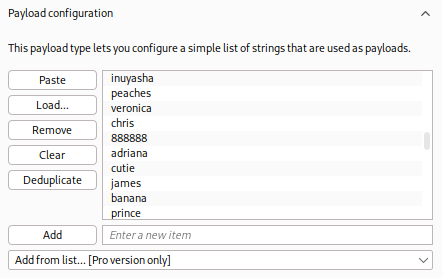 Payload configuration
This payload type lets you configure a simple list of strings that are used as payloads.
Paste
Load...
Remove
Clear
Deduplicate
inuyasha
peaches
veronica
chris
888888
adriana
cutie
james
banana
prince
Add
Enter a new item
Add from list... [Pro version only]